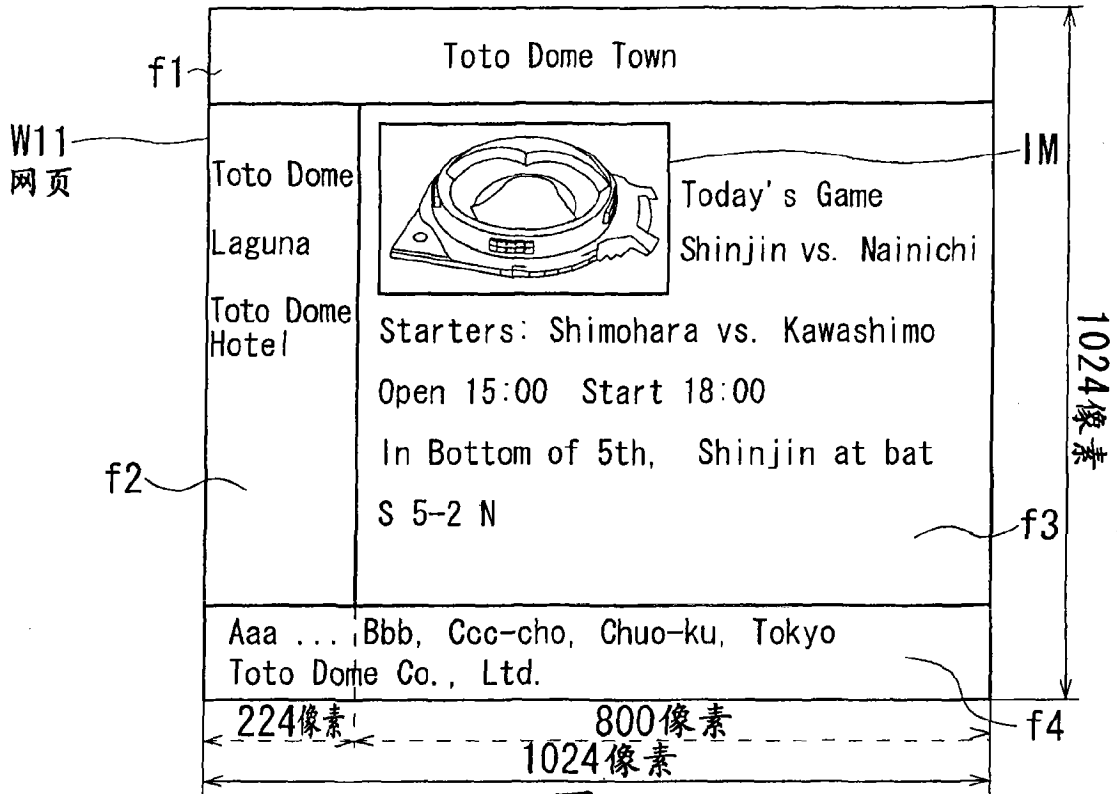 f1
Toto Dome Town
W11
网页
IM
Toto Dome
Laguna
Toto Dome
Hotel
Today's Game
Shinjin vs. Nainichi
Starters: Shimohara vs. Kawashimo
Open 15:00 Start 18:00
In Bottom of 5th, Shinjin at bat
S 5-2 N
f2
f3
1024像素
Aaa ... Bbb, Ccc-cho, Chuo-ku, Tokyo
Toto Dome Co., Ltd.
f4
224像素
800像素
1024像素